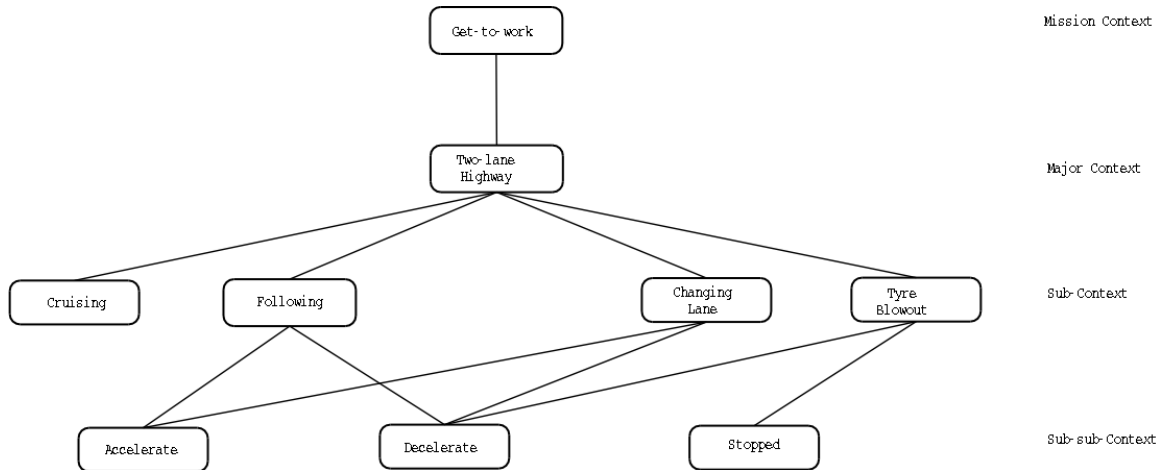 Get-to-work
Mission Context
Two-lane
Highway
Major Context
Cruising
Following
Changing
Lane
Tyre
Blowout
Sub-Context
Accelerate
Decelerate
Stopped
Sub-sub-Context